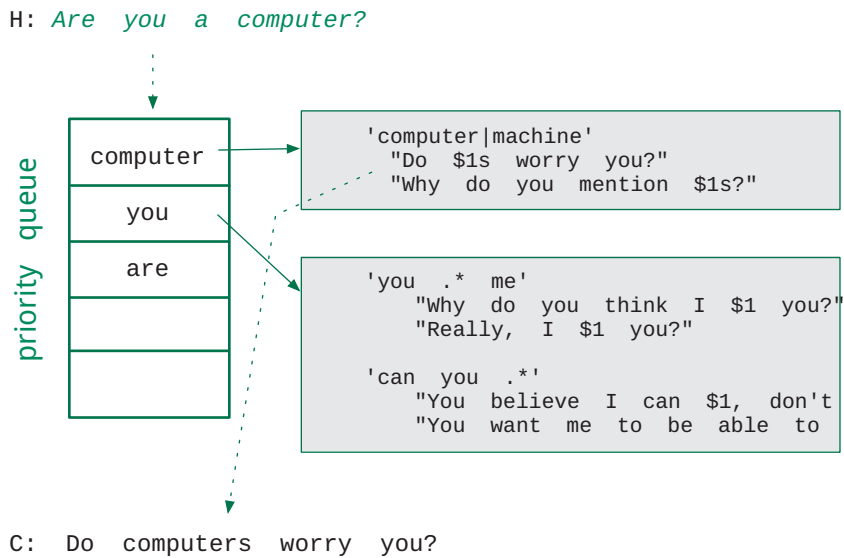 H: Are you a computer?
priority queue
computer
you
are
'computer|machine'
"Do $1s worry you?"
"Why do you mention $1s?"
'you .* me'
"Why do you think I $1 you?"
"Really, I $1 you?"
'can you .*'
"You believe I can $1, don't
"You want me to be able to
C: Do computers worry you?